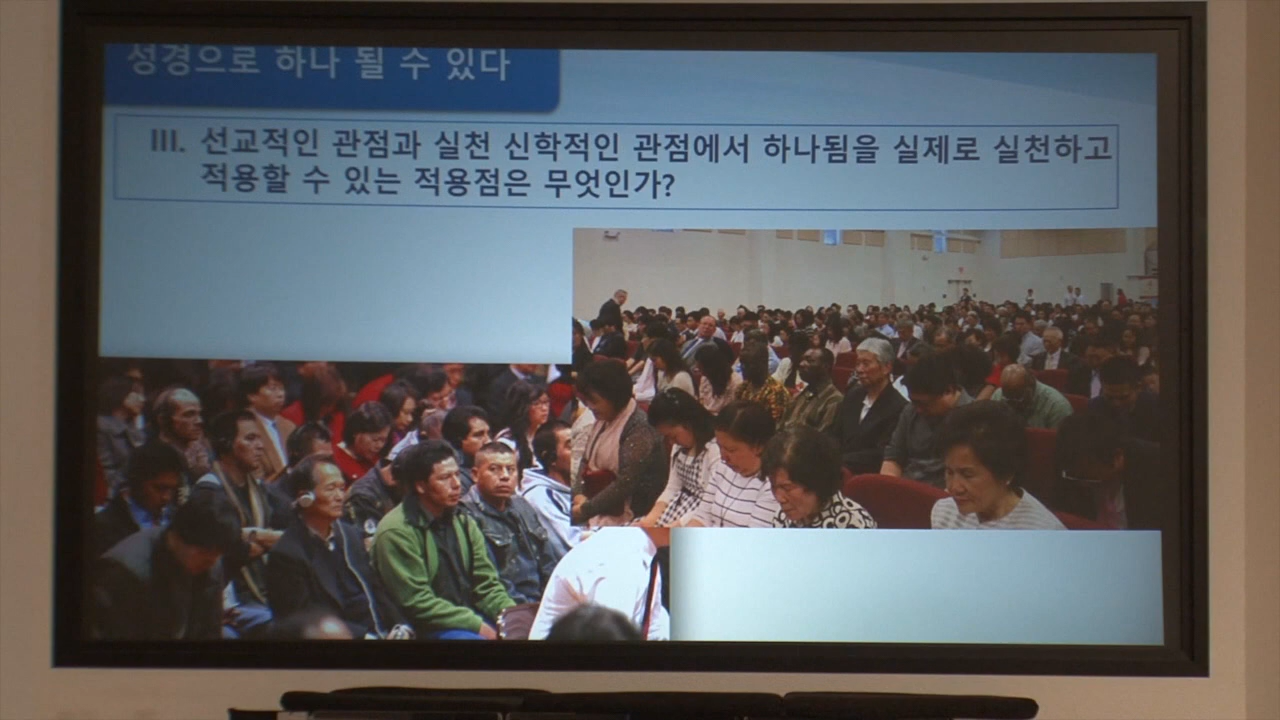 성경으로 하나 될 수 있다
III. 선교적인 관점과 실천 신학적인 관점에서 하나됨을 실제로 실천하고
적용할 수 있는 적용점은 무엇인가?